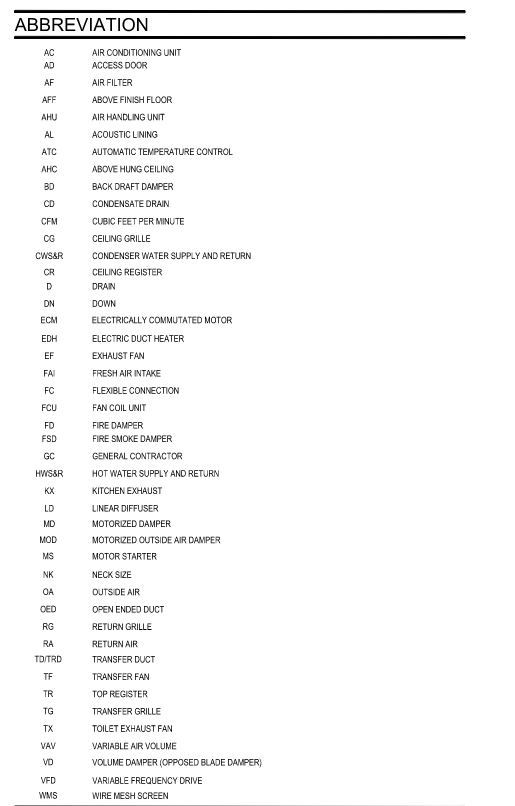 ABBREVIATION
AC AIR CONDITIONING UNIT
AD ACCESS DOOR
AF AIR FILTER
AFF ABOVE FINISH FLOOR
AHU AIR HANDLING UNIT
AL ACOUSTIC LINING
ATC AUTOMATIC TEMPERATURE CONTROL
AHC ABOVE HUNG CEILING
BD BACK DRAFT DAMPER
CD CONDENSATE DRAIN
CFM CUBIC FEET PER MINUTE
CG CEILING GRILLE
CWS&R CONDENSER WATER SUPPLY AND RETURN
CR CEILING REGISTER
D DRAIN
DN DOWN
ECM ELECTRICALLY COMMUTATED MOTOR
EDH ELECTRIC DUCT HEATER
EF EXHAUST FAN
FAI FRESH AIR INTAKE
FC FLEXIBLE CONNECTION
FCU FAN COIL UNIT
FD FIRE DAMPER
FSD FIRE SMOKE DAMPER
GC GENERAL CONTRACTOR
HWS&R HOT WATER SUPPLY AND RETURN
KX KITCHEN EXHAUST
LD LINEAR DIFFUSER
MD MOTORIZED DAMPER
MOD MOTORIZED OUTSIDE AIR DAMPER
MS MOTOR STARTER
NK NECK SIZE
OA OUTSIDE AIR
OED OPEN ENDED DUCT
RG RETURN GRILLE
RA RETURN AIR
TD/TRD TRANSFER DUCT
TF TRANSFER FAN
TR TOP REGISTER
TG TRANSFER GRILLE
TX TOILET EXHAUST FAN
VAV VARIABLE AIR VOLUME
VD VOLUME DAMPER (OPPOSED BLADE DAMPER)
VFD VARIABLE FREQUENCY DRIVE
WMS WIRE MESH SCREEN